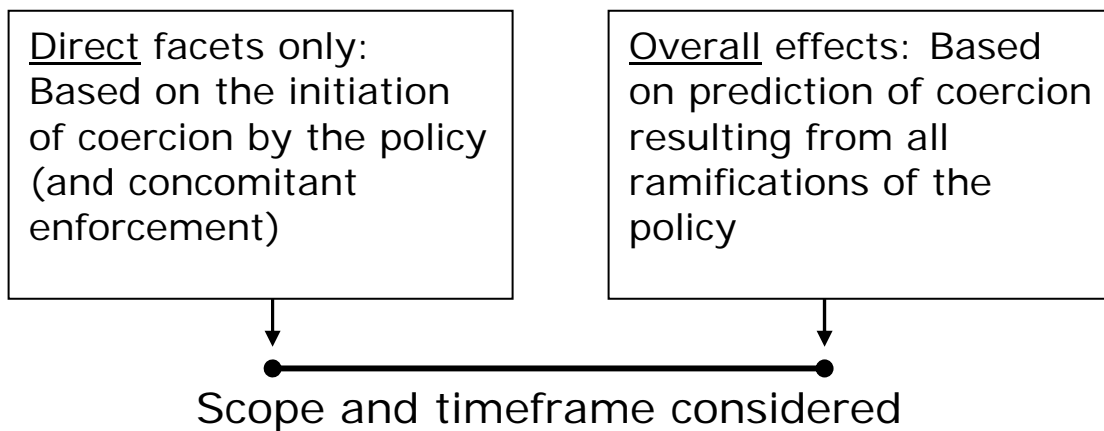 Direct facets only:
Based on the initiation
of coercion by the policy
(and concomitant
enforcement)
Overall effects: Based
on prediction of coercion
resulting from all
ramifications of the
policy
Scope and timeframe considered